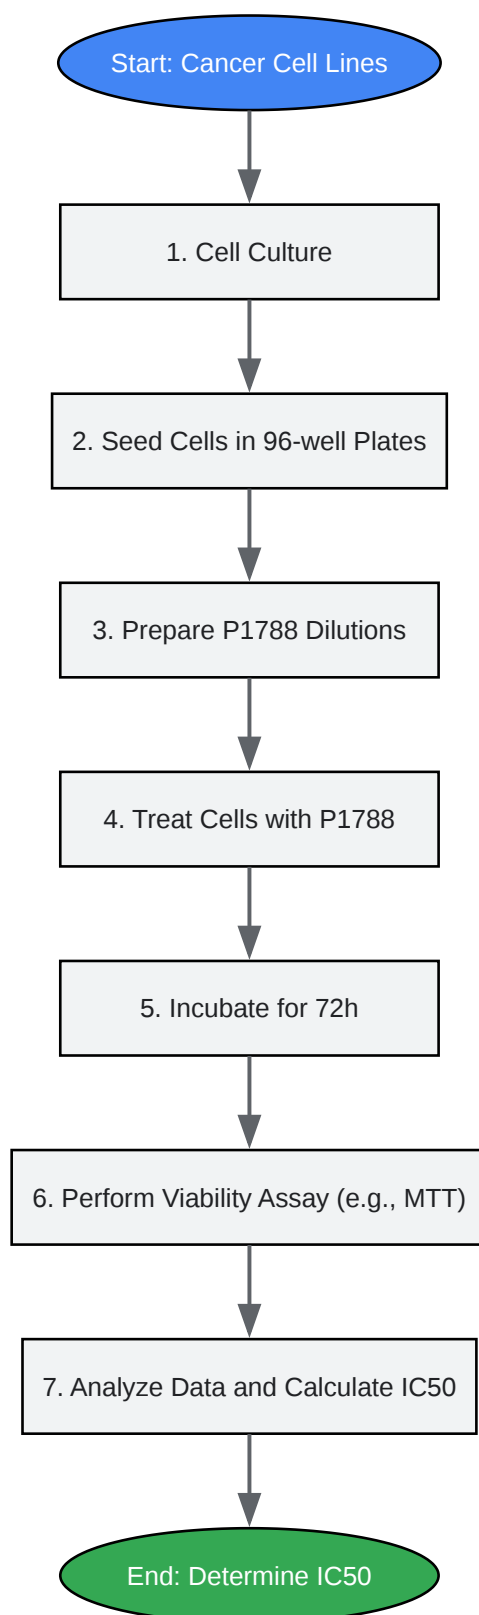 Start: Cancer Cell Lines
1. Cell Culture
2. Seed Cells in 96-well Plates
3. Prepare P1788 Dilutions
4. Treat Cells with P1788
5. Incubate for 72h
6. Perform Viability Assay (e.g., MTT)
7. Analyze Data and Calculate IC50
End: Determine IC50